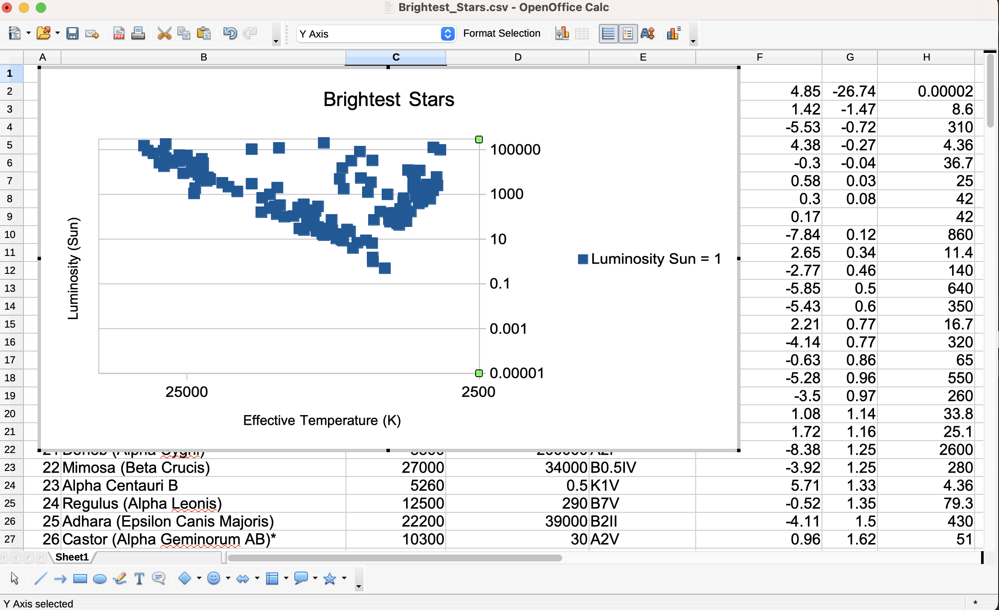 Brightest_Stars.csv - OpenOffice Calc
PDF
Y Axis
Format Selection
A B C D E F G H
1
2 4.85 -26.74 0.00002
3 1.42 -1.47 8.6
4 -5.53 -0.72 310
5 4.38 -0.27 4.36
6 -0.3 -0.04 36.7
7 0.58 0.03 25
8 0.3 0.08 42
9 0.17 42
10 -7.84 0.12 860
11 2.65 0.34 11.4
12 -2.77 0.46 140
13 -5.85 0.5 640
14 -5.43 0.6 350
15 2.21 0.77 16.7
16 -4.14 0.77 320
17 -0.63 0.86 65
18 -5.28 0.96 550
19 -3.5 0.97 260
20 1.08 1.14 33.8
21 1.72 1.16 25.1
Brightest Stars
Luminosity (Sun)
100000
1000
10
0.1
0.001
0.00001
25000 2500
Effective Temperature (K)
Luminosity Sun = 1
22 21 Deneb (Alpha Cygni) -8.38 1.25 2600
23 22 Mimosa (Beta Crucis) 27000 34000 B0.5IV -3.92 1.25 280
24 23 Alpha Centauri B 5260 0.5 K1V 5.71 1.33 4.36
25 24 Regulus (Alpha Leonis) 12500 290 B7V -0.52 1.35 79.3
26 25 Adhara (Epsilon Canis Majoris) 22200 39000 B2II -4.11 1.5 430
27 26 Castor (Alpha Geminorum AB)* 10300 30 A2V 0.96 1.62 51
Sheet1
T
Y Axis selected *